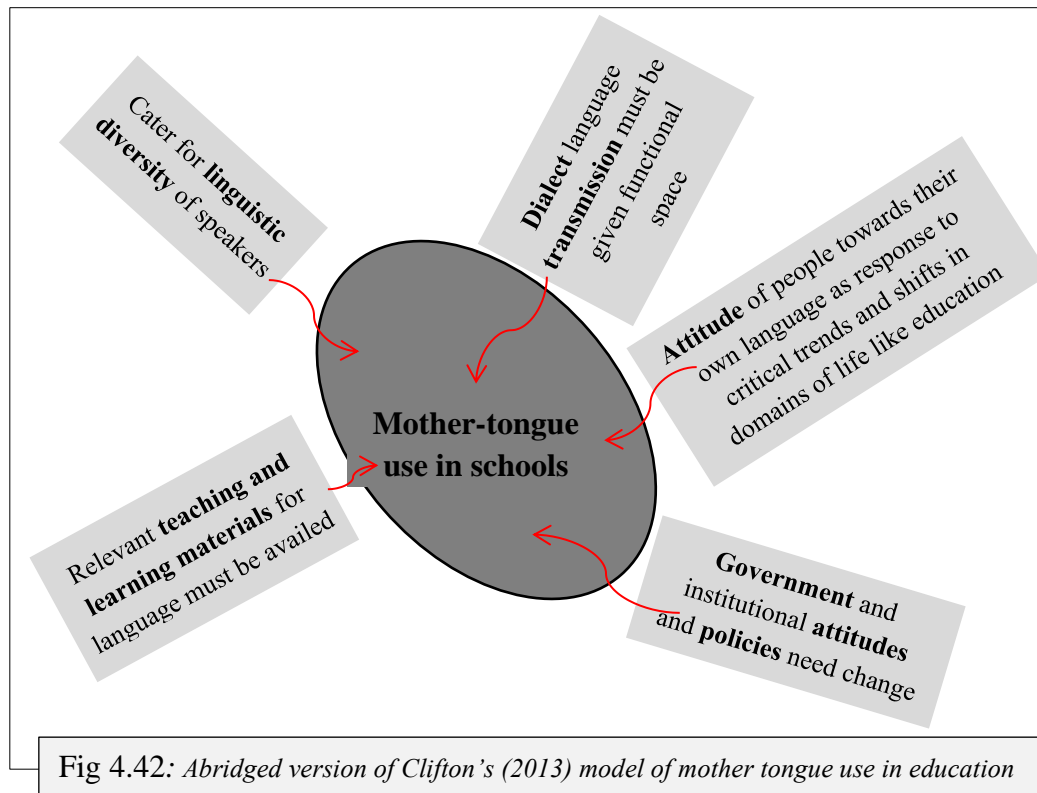 Cater for linguistic
diversity of speakers
Dialect language
transmission must be
given functional
space
Attitude of people towards their
own language as response to
critical trends and shifts in
domains of life like education
Mother-tongue
use in schools
Relevant teaching and
learning materials for
language must be availed
Government and
institutional attitudes
and policies need change
Fig 4.42: Abridged version of Clifton's (2013) model of mother tongue use in education